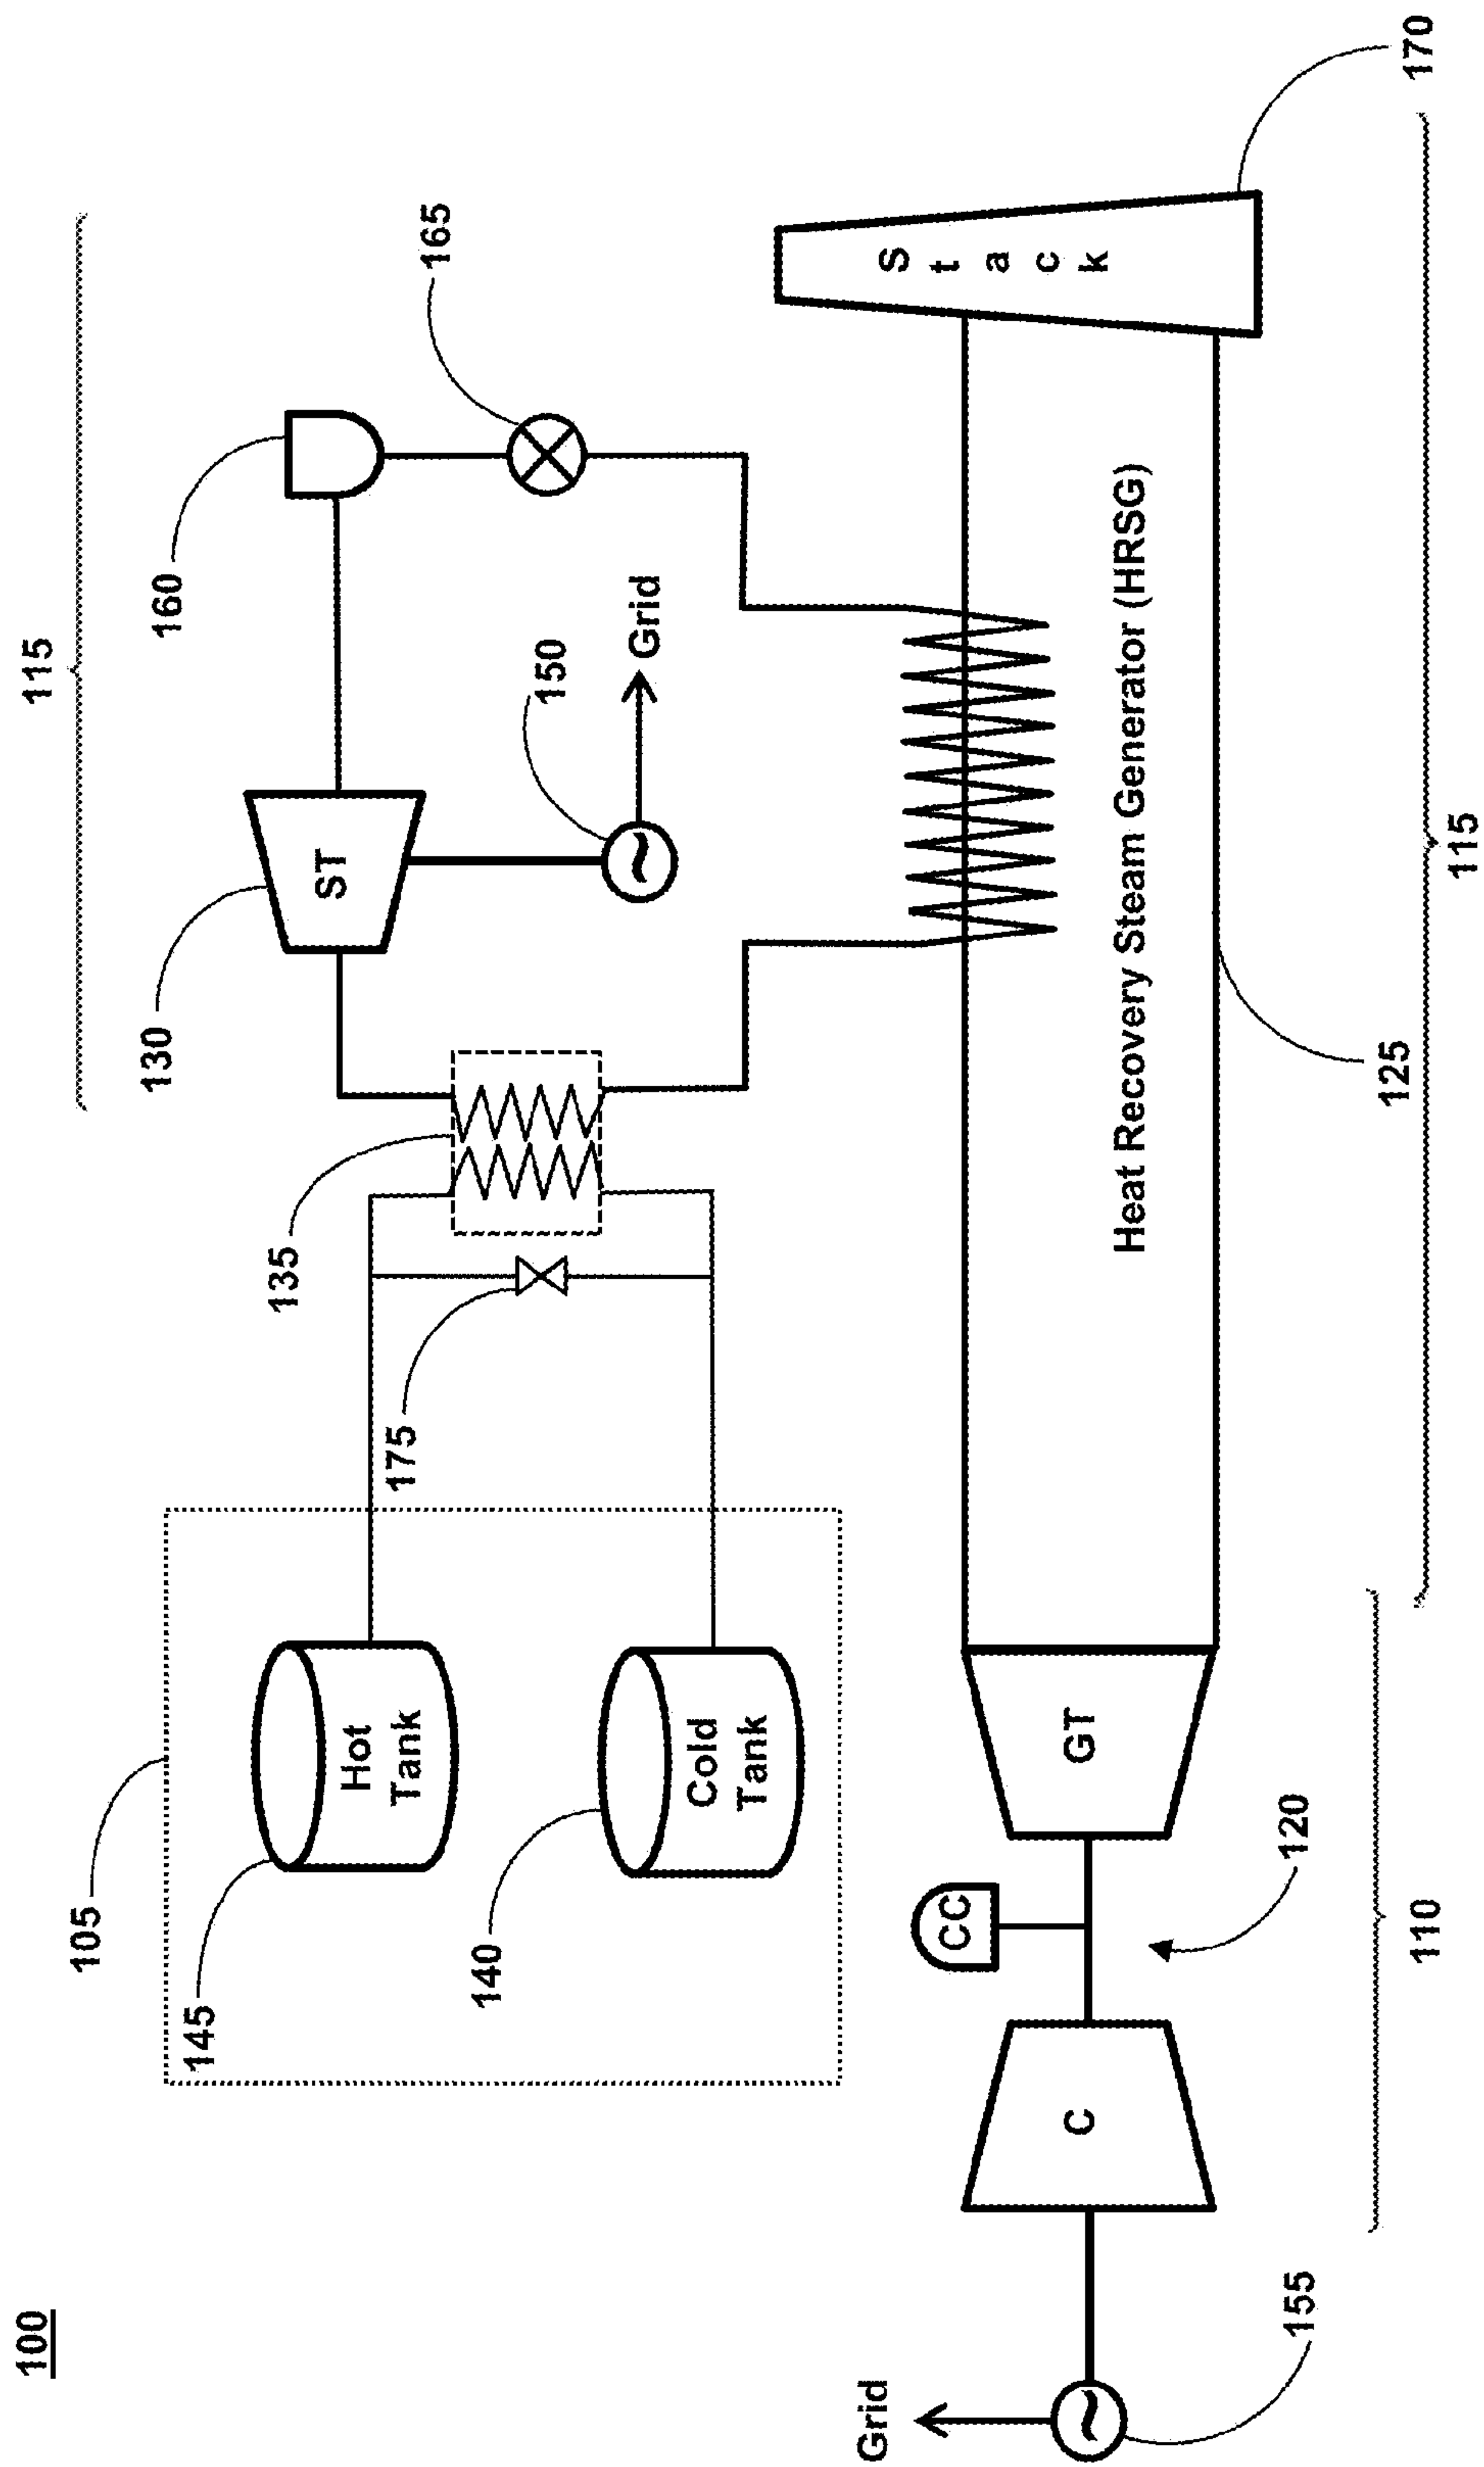 100
115
105
145
Hot
Tank
140
Cold
Tank
175
135
130
ST
160
165
150
Grid
Grid
155
C
CC
120
GT
110
Heat Recovery Steam Generator (HRSG)
125
115
Stack
170